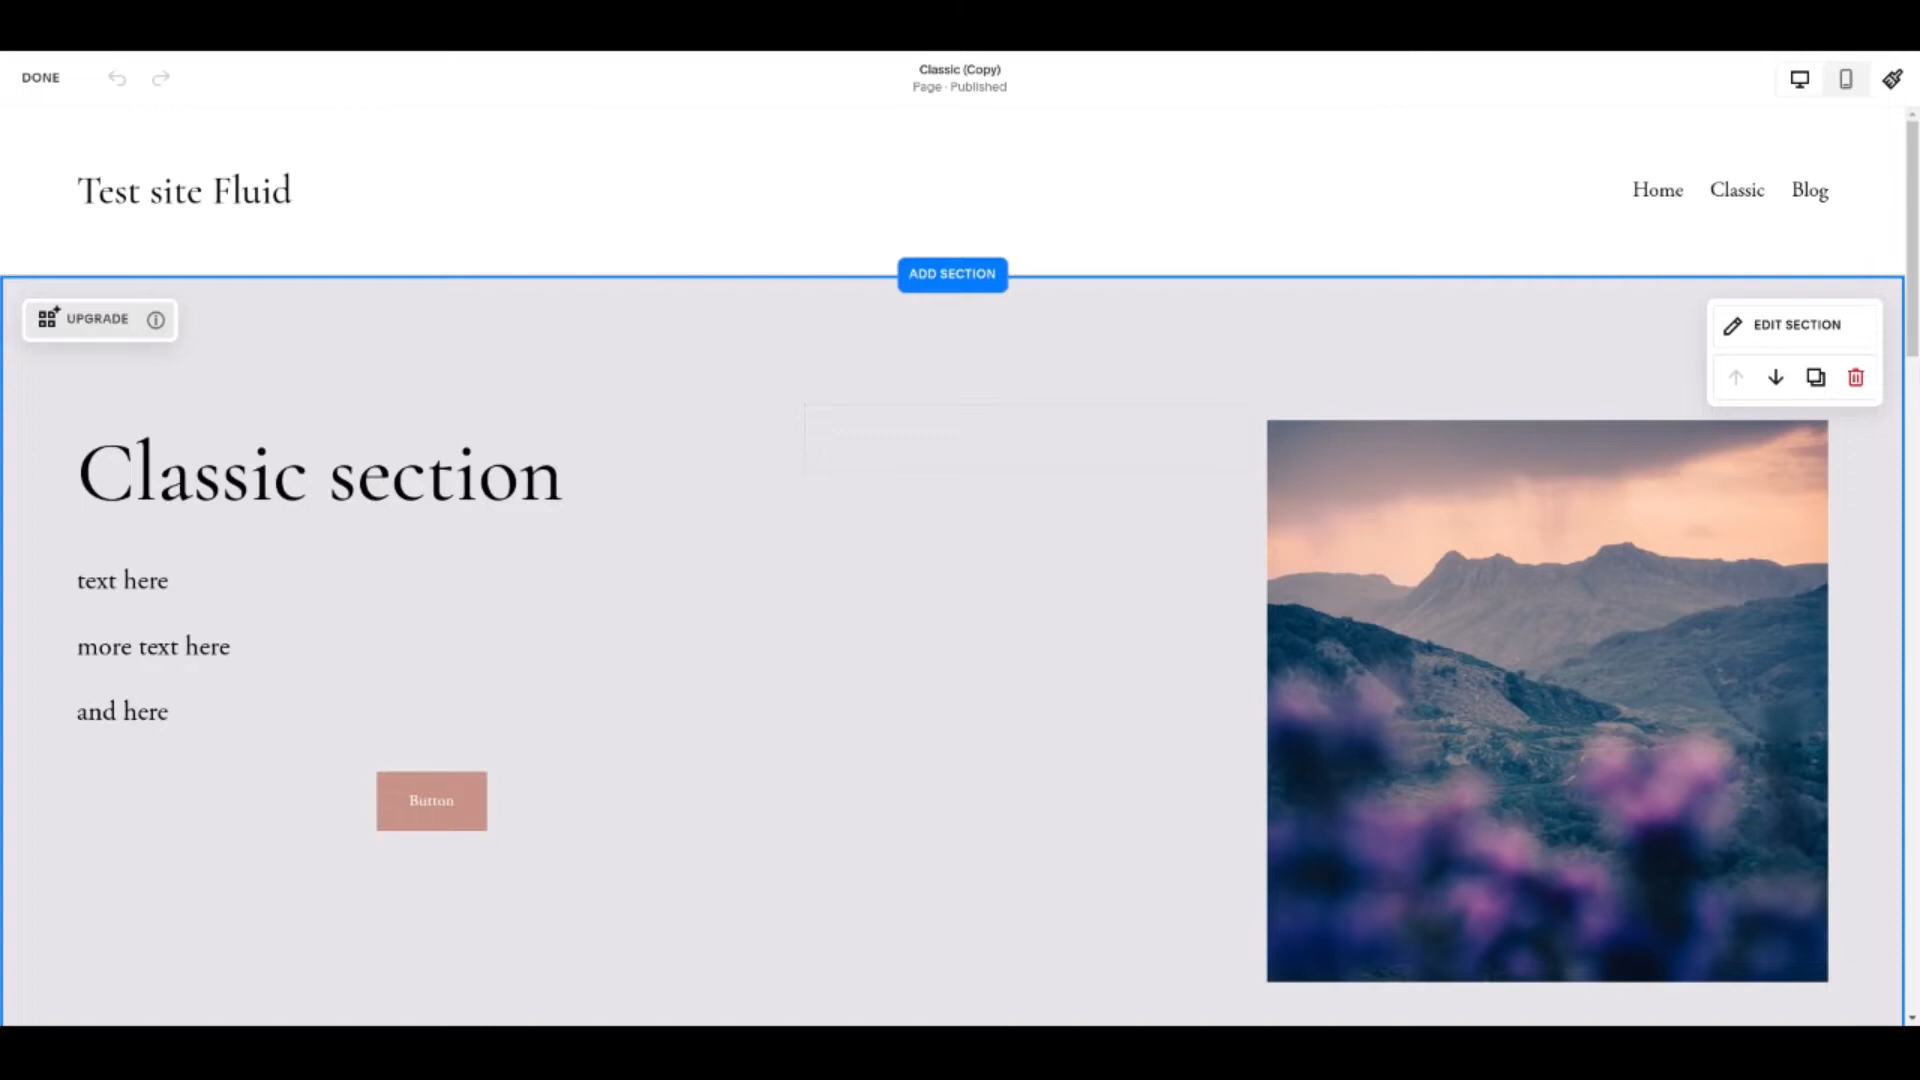 DONE
Classic (Copy)
Page · Published
Test site Fluid
Home Classic Blog
ADD SECTION
UPGRADE
EDIT SECTION
Classic section
text here
more text here
and here
Button